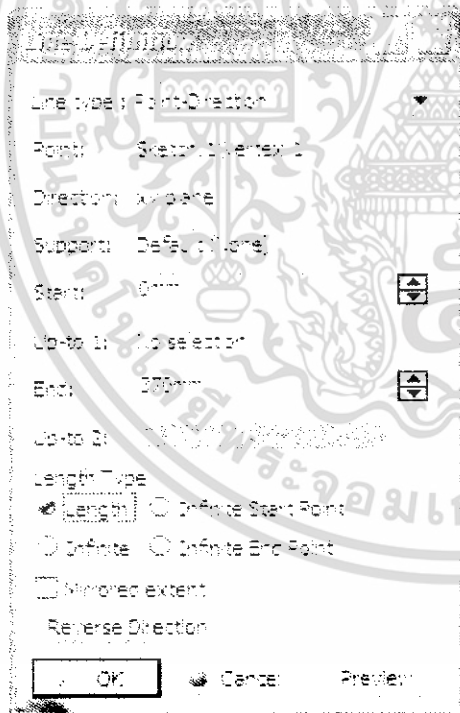 Line Definition
Line type : Point-Direction
Point: Sketch.1\Vertex.1
Direction: xy plane
Support: Default (None)
Start: 0mm
Up-to 1: No selection
End: 370mm
Up-to 2:
Length Type
Length Infinite Start Point
Infinite Infinite End Point
Mirrored extent
Reverse Direction
OK Cancel Preview